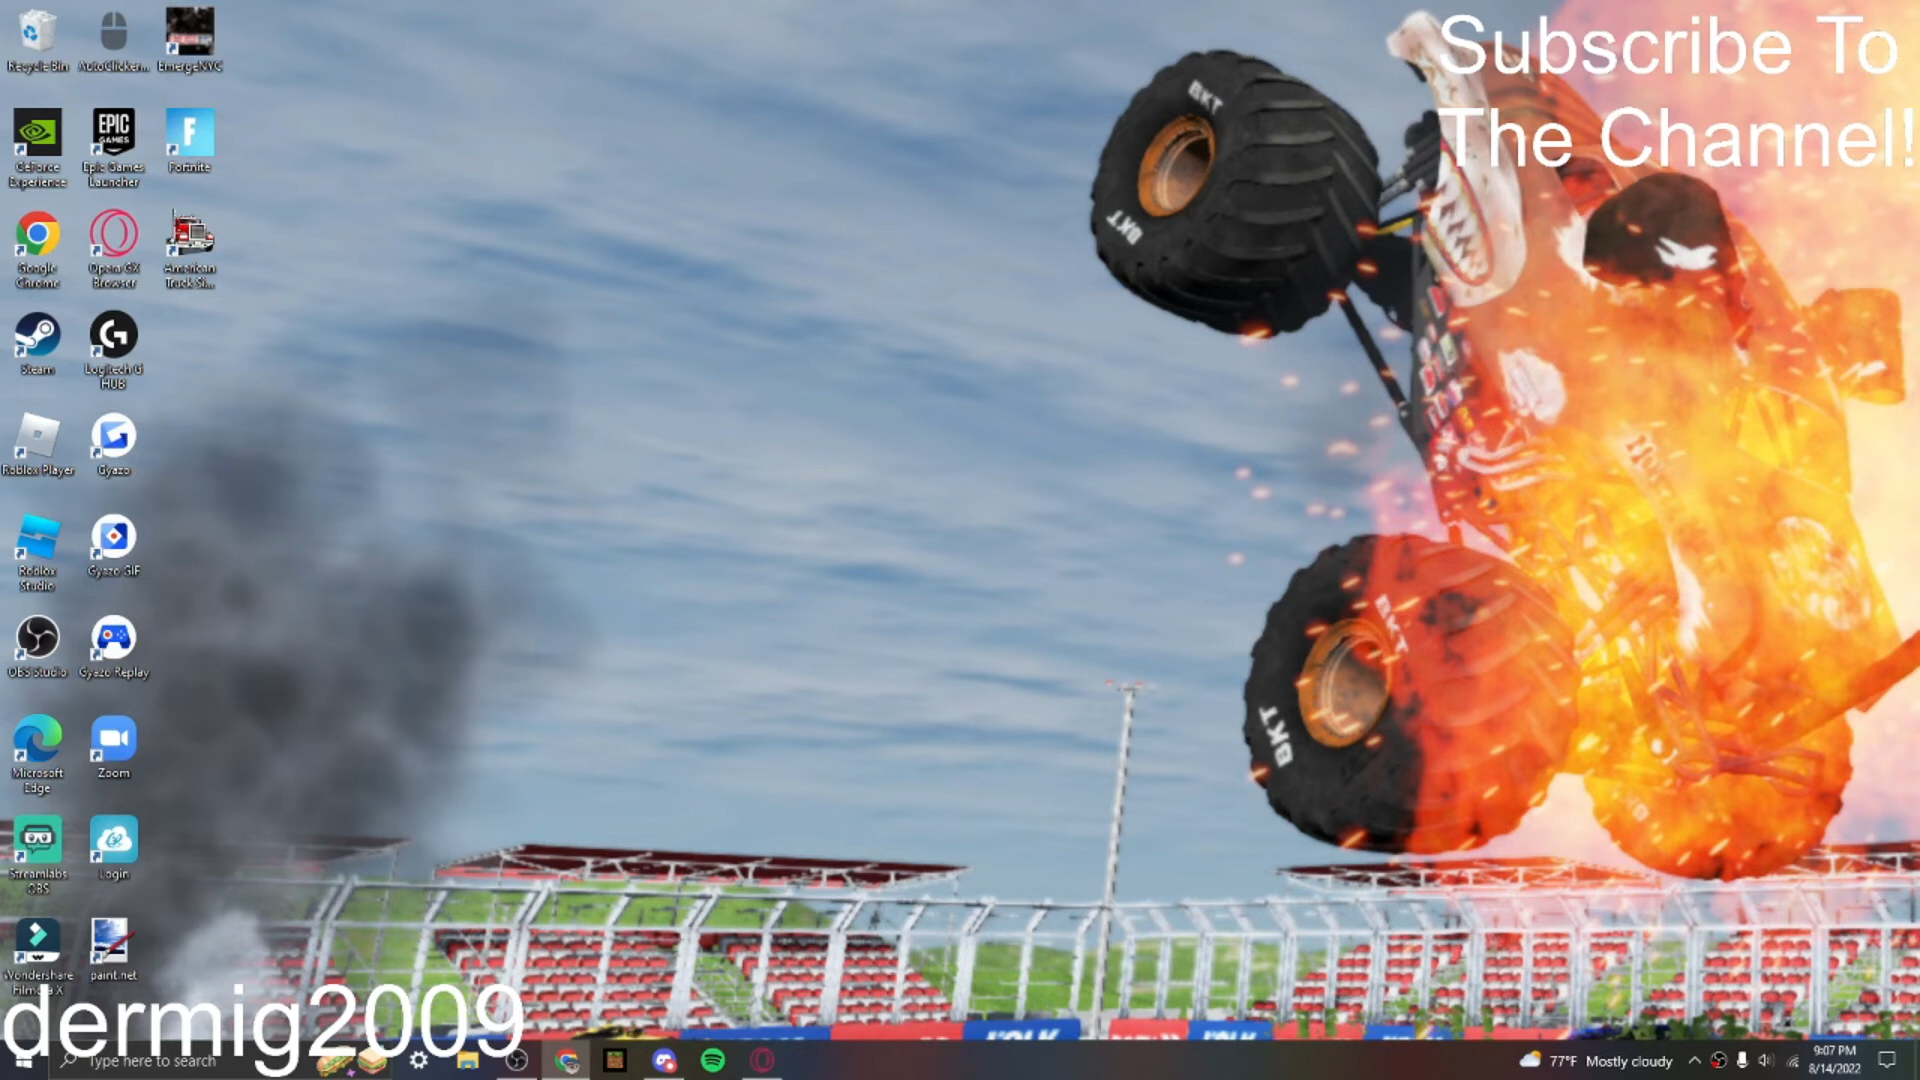 Subscribe To
The Channel!
Recycle Bin
AutoClicker...
EmergeNYC
GeForce
Experience
EPIC
GAMES
Epic Games
Launcher
Fortnite
Google
Chrome
Opera GX
Browser
American
Truck Si...
Steam
Logitech G
HUB
Roblox Player
Gyazo
Roblox
Studio
Gyazo GIF
OBS Studio
Gyazo Replay
Microsoft
Edge
Zoom
Streamlabs
OBS
Login
Wondershare
Filmora X
paint.net
BKT
BKT
BKT
BKT
dermig2009
Type here to search
77°F Mostly cloudy
9:07 PM
8/14/2022